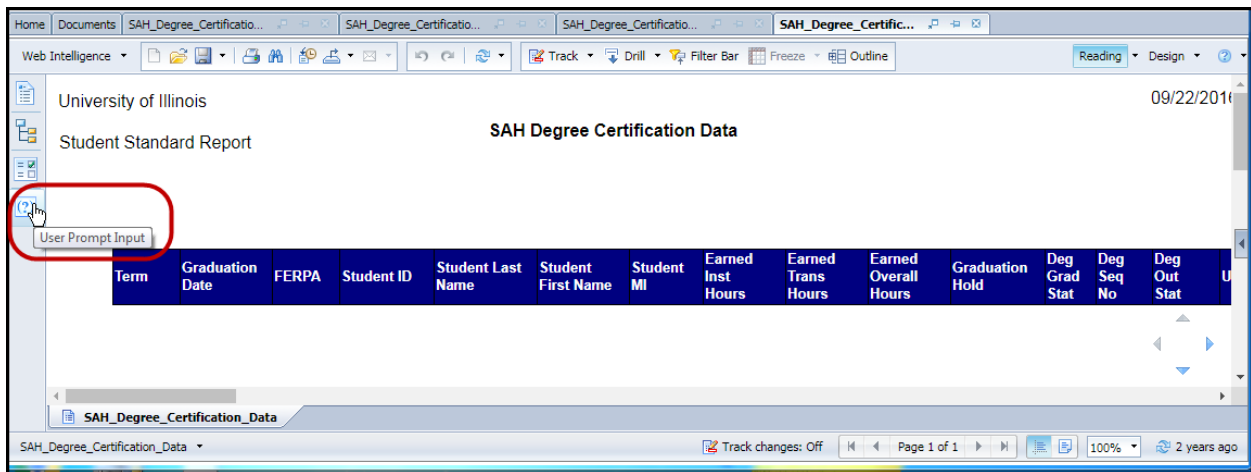 Home Documents SAH_Degree_Certificatio... SAH_Degree_Certificatio... SAH_Degree_Certificatio... SAH_Degree_Certific...
Web Intelligence Track Drill Filter Bar Freeze Outline Reading Design
University of Illinois 09/22/2016
SAH Degree Certification Data
Student Standard Report
User Prompt Input
Term Graduation Date FERPA Student ID Student Last Name Student First Name Student MI Earned Inst Hours Earned Trans Hours Earned Overall Hours Graduation Hold Deg Grad Stat Deg Seq No Deg Out Stat U
SAH_Degree_Certification_Data
SAH_Degree_Certification_Data Track changes: Off Page 1 of 1 100% 2 years ago